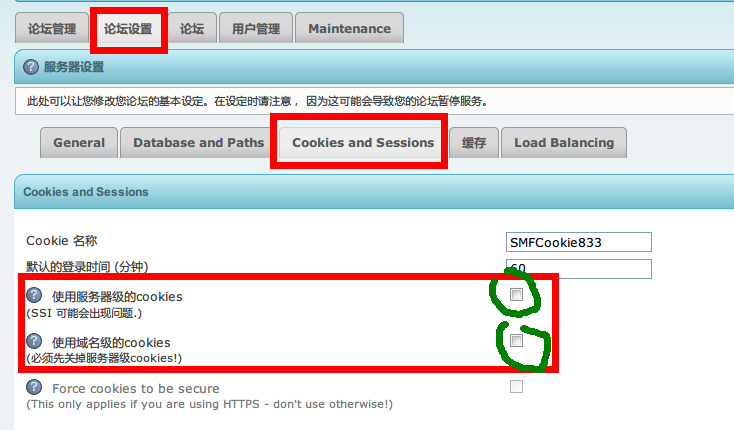 论坛管理 论坛设置 论坛 用户管理 Maintenance
服务器设置
此处可以让您修改您论坛的基本设定。在设定时请注意， 因为这可能会导致您的论坛暂停服务。
General Database and Paths Cookies and Sessions 缓存 Load Balancing
Cookies and Sessions
Cookie 名称 SMFCookie833
默认的登录时间 (分钟) 60
? 使用服务器级的cookies
(SSI 可能会出现问题.)
? 使用域名级的cookies
(必须先关掉服务器级cookies!)
? Force cookies to be secure
(This only applies if you are using HTTPS - don't use otherwise!)